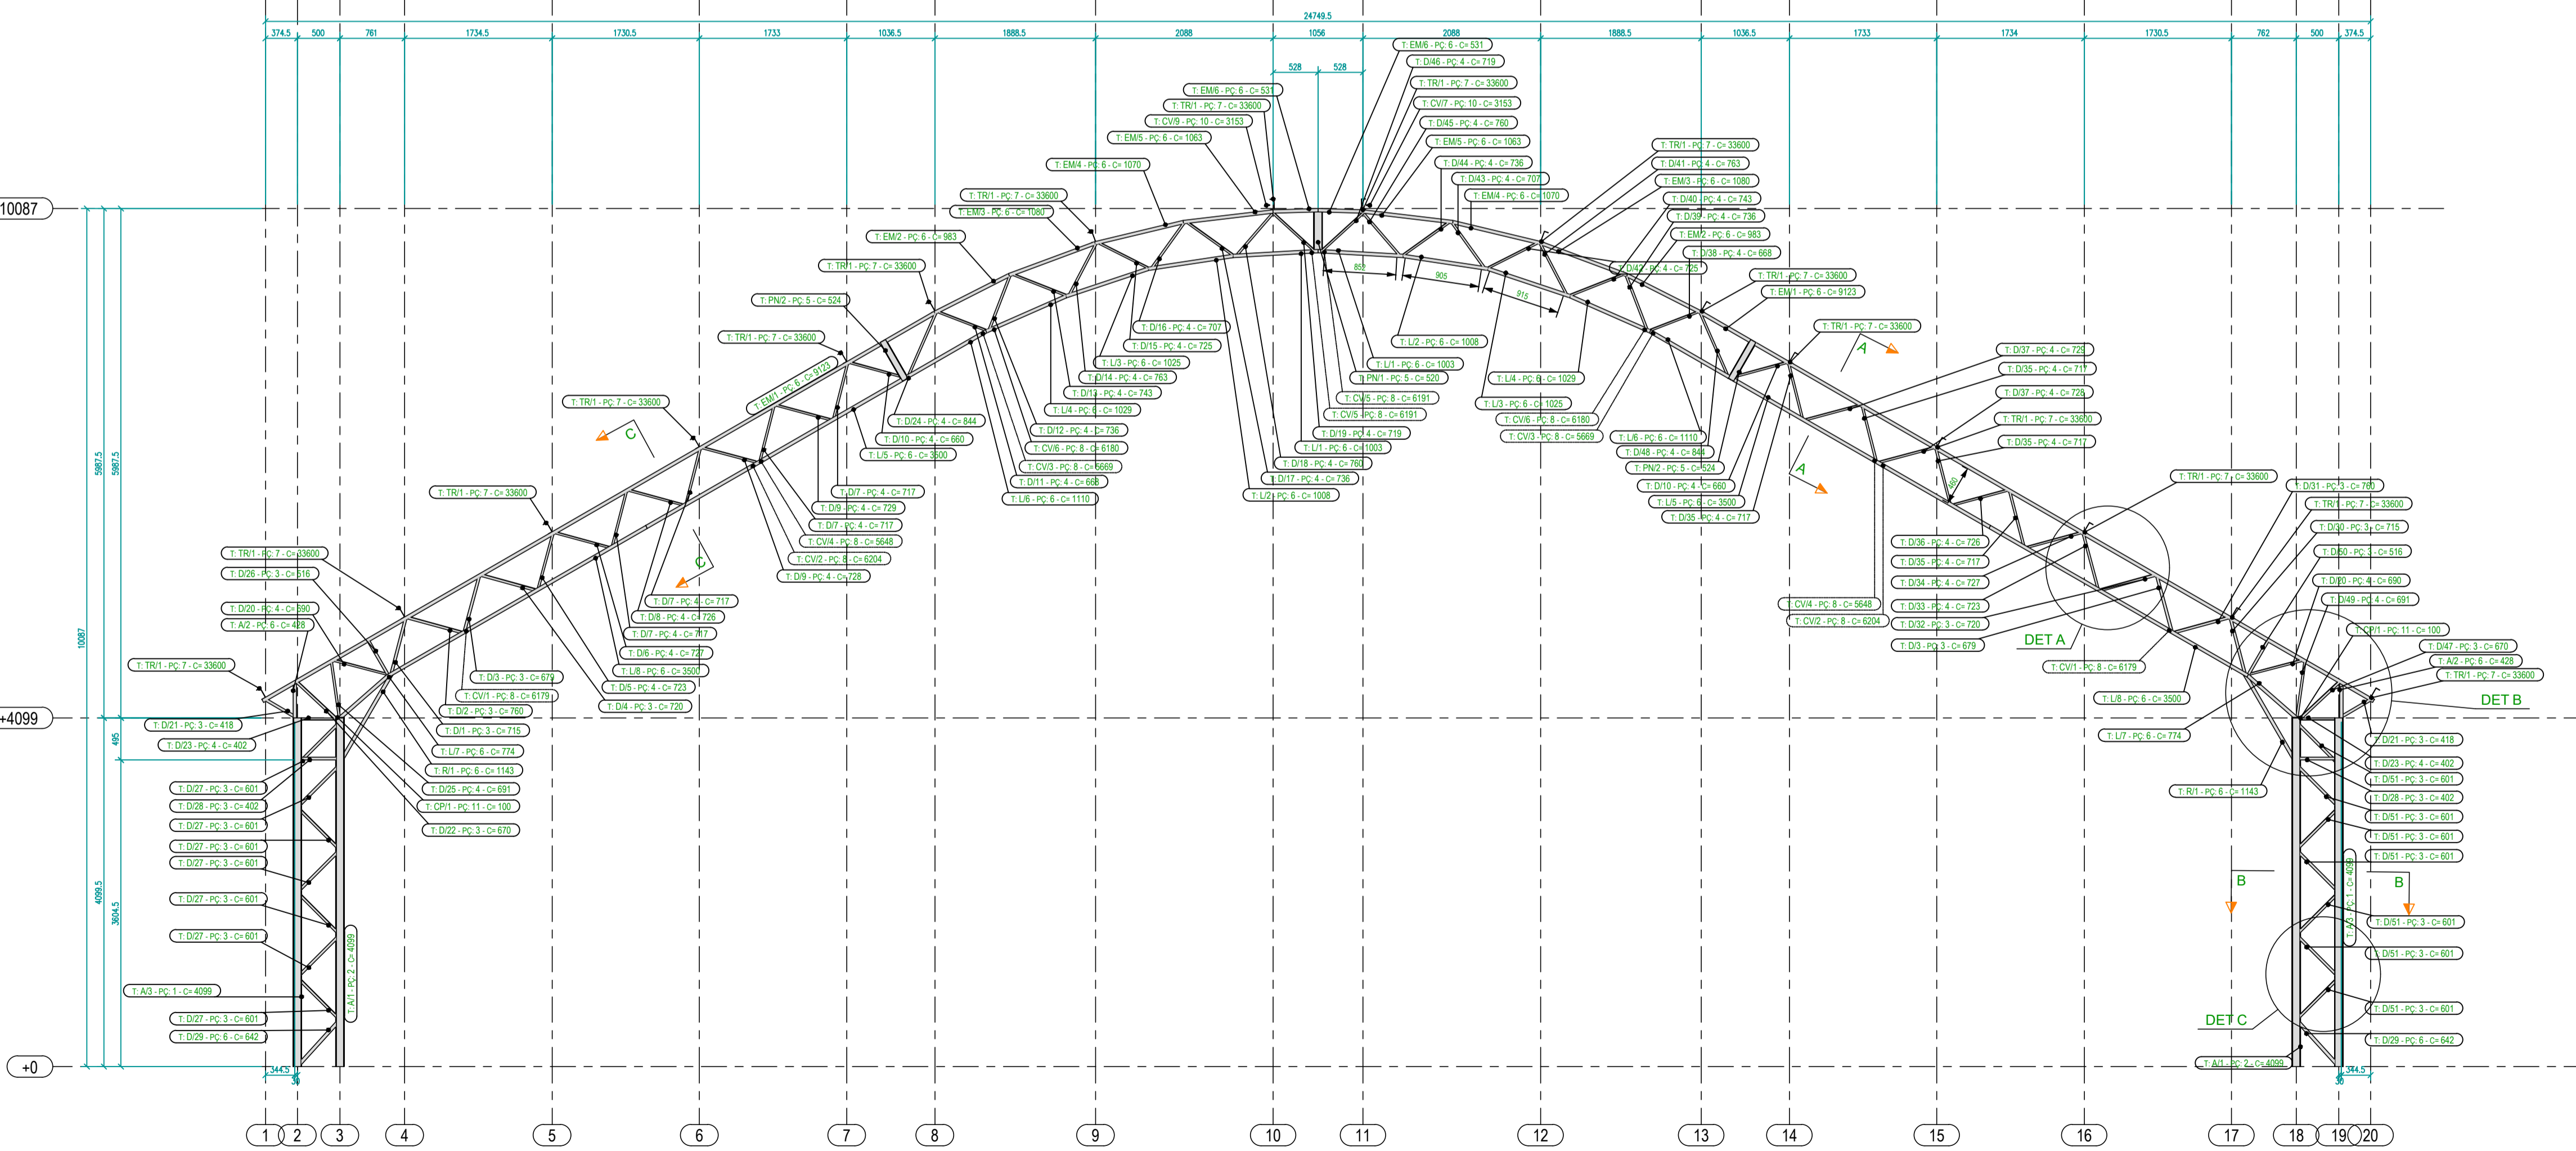 24749.5
374.5
500
761
1734.5
1730.5
1733
1036.5
1888.5
2088
1056
2088
1888.5
1036.5
1733
1734
1730.5
762
500
374.5
528
528
T: EM/6 - PÇ: 6 - C= 531
T: D/46 - PÇ: 4 - C= 719
T: TR/1 - PÇ: 7 - C= 33600
T: CV/7 - PÇ: 10 - C= 3153
T: D/45 - PÇ: 4 - C= 760
T: EM/5 - PÇ: 6 - C= 1063
T: D/44 - PÇ: 4 - C= 736
T: D/43 - PÇ: 4 - C= 707
T: EM/4 - PÇ: 6 - C= 1070
T: EM/6 - PÇ: 6 - C= 531
T: TR/1 - PÇ: 7 - C= 33600
T: CV/9 - PÇ: 10 - C= 3153
T: EM/5 - PÇ: 6 - C= 1063
T: EM/4 - PÇ: 6 - C= 1070
T: TR/1 - PÇ: 7 - C= 33600
T: EM/3 - PÇ: 6 - C= 1080
T: EM/2 - PÇ: 6 - C= 983
T: TR/1 - PÇ: 7 - C= 33600
T: PN/2 - PÇ: 5 - C= 524
T: TR/1 - PÇ: 7 - C= 33600
T: EM/1 - PÇ: 6 - C= 9123
T: TR/1 - PÇ: 7 - C= 33600
C
T: TR/1 - PÇ: 7 - C= 33600
C
T: TR/1 - PÇ: 7 - C= 33600
T: D/26 - PÇ: 3 - C= 516
T: D/20 - PÇ: 4 - C= 690
T: A/2 - PÇ: 6 - C= 428
T: TR/1 - PÇ: 7 - C= 33600
T: D/21 - PÇ: 3 - C= 418
T: D/23 - PÇ: 4 - C= 402
T: D/27 - PÇ: 3 - C= 601
T: D/28 - PÇ: 3 - C= 402
T: D/27 - PÇ: 3 - C= 601
T: D/27 - PÇ: 3 - C= 601
T: D/27 - PÇ: 3 - C= 601
T: D/27 - PÇ: 3 - C= 601
T: D/27 - PÇ: 3 - C= 601
T: A/3 - PÇ: 1 - C= 4099
T: D/27 - PÇ: 3 - C= 601
T: D/29 - PÇ: 6 - C= 642
T: A/1 - PÇ: 2 - C= 4099
10087
+4099
+0
10087
5987.5
5987.5
495
4099.5
3604.5
344.5
30
T: D/22 - PÇ: 3 - C= 670
T: CP/1 - PÇ: 11 - C= 100
T: D/25 - PÇ: 4 - C= 691
T: R/1 - PÇ: 6 - C= 1143
T: L/7 - PÇ: 6 - C= 774
T: D/1 - PÇ: 3 - C= 715
T: D/2 - PÇ: 3 - C= 760
T: CV/1 - PÇ: 8 - C= 6179
T: D/3 - PÇ: 3 - C= 679
T: D/4 - PÇ: 3 - C= 720
T: D/5 - PÇ: 4 - C= 723
T: L/8 - PÇ: 6 - C= 3500
T: D/6 - PÇ: 4 - C= 727
T: D/7 - PÇ: 4 - C= 717
T: D/8 - PÇ: 4 - C= 726
T: D/7 - PÇ: 4 - C= 717
T: D/9 - PÇ: 4 - C= 728
T: CV/2 - PÇ: 8 - C= 6204
T: CV/4 - PÇ: 8 - C= 5648
T: D/7 - PÇ: 4 - C= 717
T: D/9 - PÇ: 4 - C= 729
T: D/7 - PÇ: 4 - C= 717
T: L/5 - PÇ: 6 - C= 3500
T: D/10 - PÇ: 4 - C= 660
T: D/24 - PÇ: 4 - C= 844
T: L/6 - PÇ: 6 - C= 1110
T: D/11 - PÇ: 4 - C= 668
T: CV/3 - PÇ: 8 - C= 5669
T: CV/6 - PÇ: 8 - C= 6180
T: D/12 - PÇ: 4 - C= 736
T: L/4 - PÇ: 6 - C= 1029
T: D/13 - PÇ: 4 - C= 743
T: D/14 - PÇ: 4 - C= 763
T: L/3 - PÇ: 6 - C= 1025
T: D/15 - PÇ: 4 - C= 725
T: D/16 - PÇ: 4 - C= 707
T: L/2 - PÇ: 6 - C= 1008
T: D/17 - PÇ: 4 - C= 736
T: D/18 - PÇ: 4 - C= 760
T: L/1 - PÇ: 6 - C= 1003
T: D/19 - PÇ: 4 - C= 719
T: CV/5 - PÇ: 8 - C= 6191
T: CV/5 - PÇ: 8 - C= 6191
T: PN/1 - PÇ: 5 - C= 520
T: L/1 - PÇ: 6 - C= 1003
T: L/2 - PÇ: 6 - C= 1008
852
905
915
T: L/4 - PÇ: 6 - C= 1029
T: L/3 - PÇ: 6 - C= 1025
T: CV/6 - PÇ: 8 - C= 6180
T: CV/3 - PÇ: 8 - C= 5669
T: L/6 - PÇ: 6 - C= 1110
T: D/48 - PÇ: 4 - C= 844
T: PN/2 - PÇ: 5 - C= 524
T: D/10 - PÇ: 4 - C= 660
T: L/5 - PÇ: 6 - C= 3500
T: D/35 - PÇ: 4 - C= 717
T: TR/1 - PÇ: 7 - C= 33600
T: D/41 - PÇ: 4 - C= 763
T: EM/3 - PÇ: 6 - C= 1080
T: D/40 - PÇ: 4 - C= 743
T: D/39 - PÇ: 4 - C= 736
T: EM/2 - PÇ: 6 - C= 983
T: D/38 - PÇ: 4 - C= 668
T: D/42 - PÇ: 4 - C= 725
T: TR/1 - PÇ: 7 - C= 33600
T: EM/1 - PÇ: 6 - C= 9123
T: TR/1 - PÇ: 7 - C= 33600
A
A
T: D/37 - PÇ: 4 - C= 729
T: D/35 - PÇ: 4 - C= 717
T: D/37 - PÇ: 4 - C= 728
T: TR/1 - PÇ: 7 - C= 33600
T: D/35 - PÇ: 4 - C= 717
460
T: D/36 - PÇ: 4 - C= 726
T: D/35 - PÇ: 4 - C= 717
T: D/34 - PÇ: 4 - C= 727
T: D/33 - PÇ: 4 - C= 723
T: D/32 - PÇ: 3 - C= 720
T: D/3 - PÇ: 3 - C= 679
T: CV/4 - PÇ: 8 - C= 5648
T: CV/2 - PÇ: 8 - C= 6204
DET A
T: CV/1 - PÇ: 8 - C= 6179
T: L/8 - PÇ: 6 - C= 3500
T: L/7 - PÇ: 6 - C= 774
T: R/1 - PÇ: 6 - C= 1143
T: TR/1 - PÇ: 7 - C= 33600
T: D/31 - PÇ: 3 - C= 760
T: TR/1 - PÇ: 7 - C= 33600
T: D/30 - PÇ: 3 - C= 715
T: D/50 - PÇ: 3 - C= 516
T: D/20 - PÇ: 4 - C= 690
T: D/49 - PÇ: 4 - C= 691
T: CP/1 - PÇ: 11 - C= 100
T: D/47 - PÇ: 3 - C= 670
T: A/2 - PÇ: 6 - C= 428
T: TR/1 - PÇ: 7 - C= 33600
DET B
T: D/21 - PÇ: 3 - C= 418
T: D/23 - PÇ: 4 - C= 402
T: D/51 - PÇ: 3 - C= 601
T: D/28 - PÇ: 3 - C= 402
T: D/51 - PÇ: 3 - C= 601
T: D/51 - PÇ: 3 - C= 601
T: D/51 - PÇ: 3 - C= 601
T: A/3 - PÇ: 1 - C= 4099
B
B
T: D/51 - PÇ: 3 - C= 601
T: D/51 - PÇ: 3 - C= 601
T: D/51 - PÇ: 3 - C= 601
DET C
T: D/29 - PÇ: 6 - C= 642
T: A/1 - PÇ: 2 - C= 4099
344.5
30
1
2
3
4
5
6
7
8
9
10
11
12
13
14
15
16
17
18
19
20